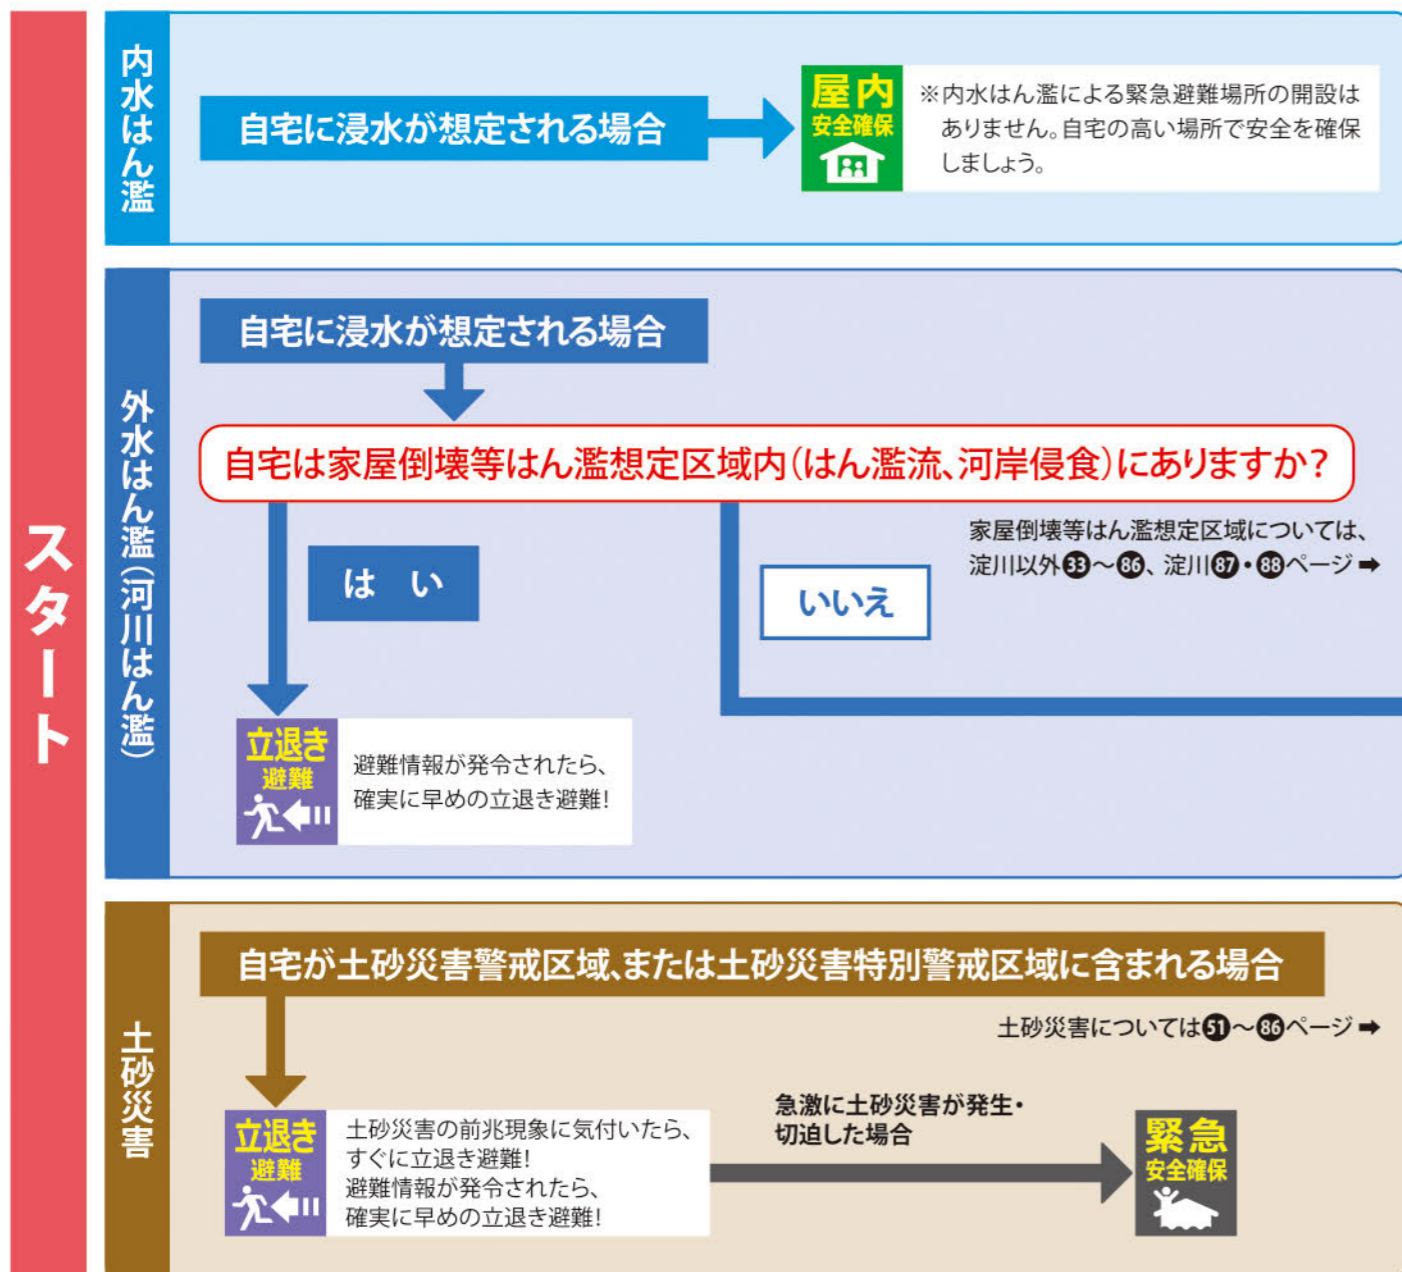 スタート
内水はん濫
自宅に浸水が想定される場合
屋内
安全確保
※内水はん濫による緊急避難場所の開設は
ありません。自宅の高い場所で安全を確保
しましょう。
外水はん濫(河川はん濫)
自宅に浸水が想定される場合
自宅は家屋倒壊等はん濫想定区域内(はん濫流、河岸侵食)にありますか?
はい
いいえ
家屋倒壊等はん濫想定区域については、
淀川以外33～86、淀川87・88ページ➡
立退き
避難
避難情報が発令されたら、
確実に早めの立退き避難!
土砂災害
自宅が土砂災害警戒区域、または土砂災害特別警戒区域に含まれる場合
土砂災害については51～86ページ➡
立退き
避難
土砂災害の前兆現象に気付いたら、
すぐに立退き避難!
避難情報が発令されたら、
確実に早めの立退き避難!
急激に土砂災害が発生・
切迫した場合
緊急
安全確保